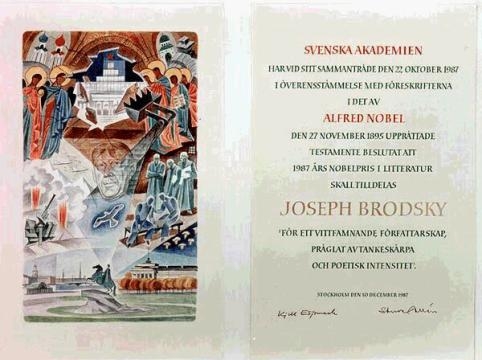 SVENSKA AKADEMIEN
HAR VID SITT SAMMANTRÄDE DEN 22 OKTOBER 1987
I ÖVERENSSTÄMMELSE MED FÖRESKRIFTERNA
I DET AV
ALFRED NOBEL
DEN 27 NOVEMBER 1895 UPPRÄTTADE
TESTAMENTE BESLUTAT ATT
1987 ÅRS NOBELPRIS I LITTERATUR
SKALL TILLDELAS
JOSEPH BRODSKY
"FÖR ETT VITTFAMNANDE FÖRFATTARSKAP,
PRÄGLAT AV TANKESKÄRPA
OCH POETISK INTENSITET".
STOCKHOLM DEN 10 DECEMBER 1987
Kjell Espmark